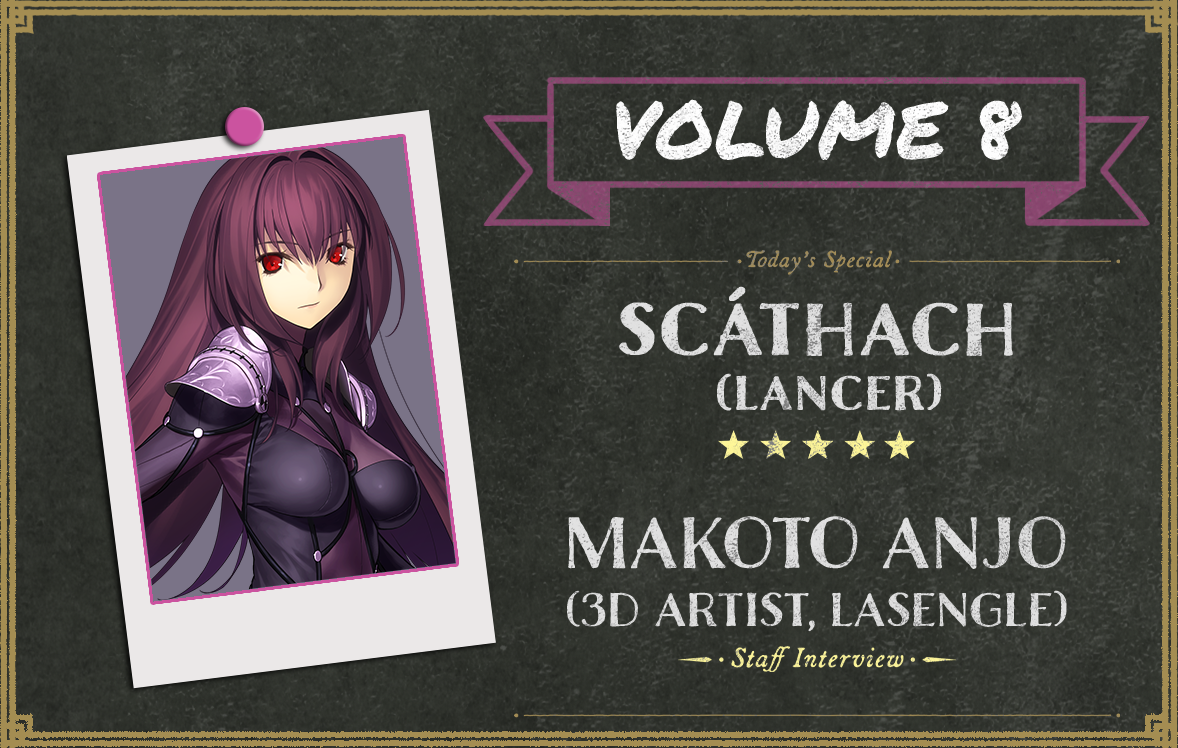 VOLUME 8
Today's Special
SCÁTHACH
(LANCER)
MAKOTO ANJO
(3D ARTIST, LASENGLE)
Staff Interview